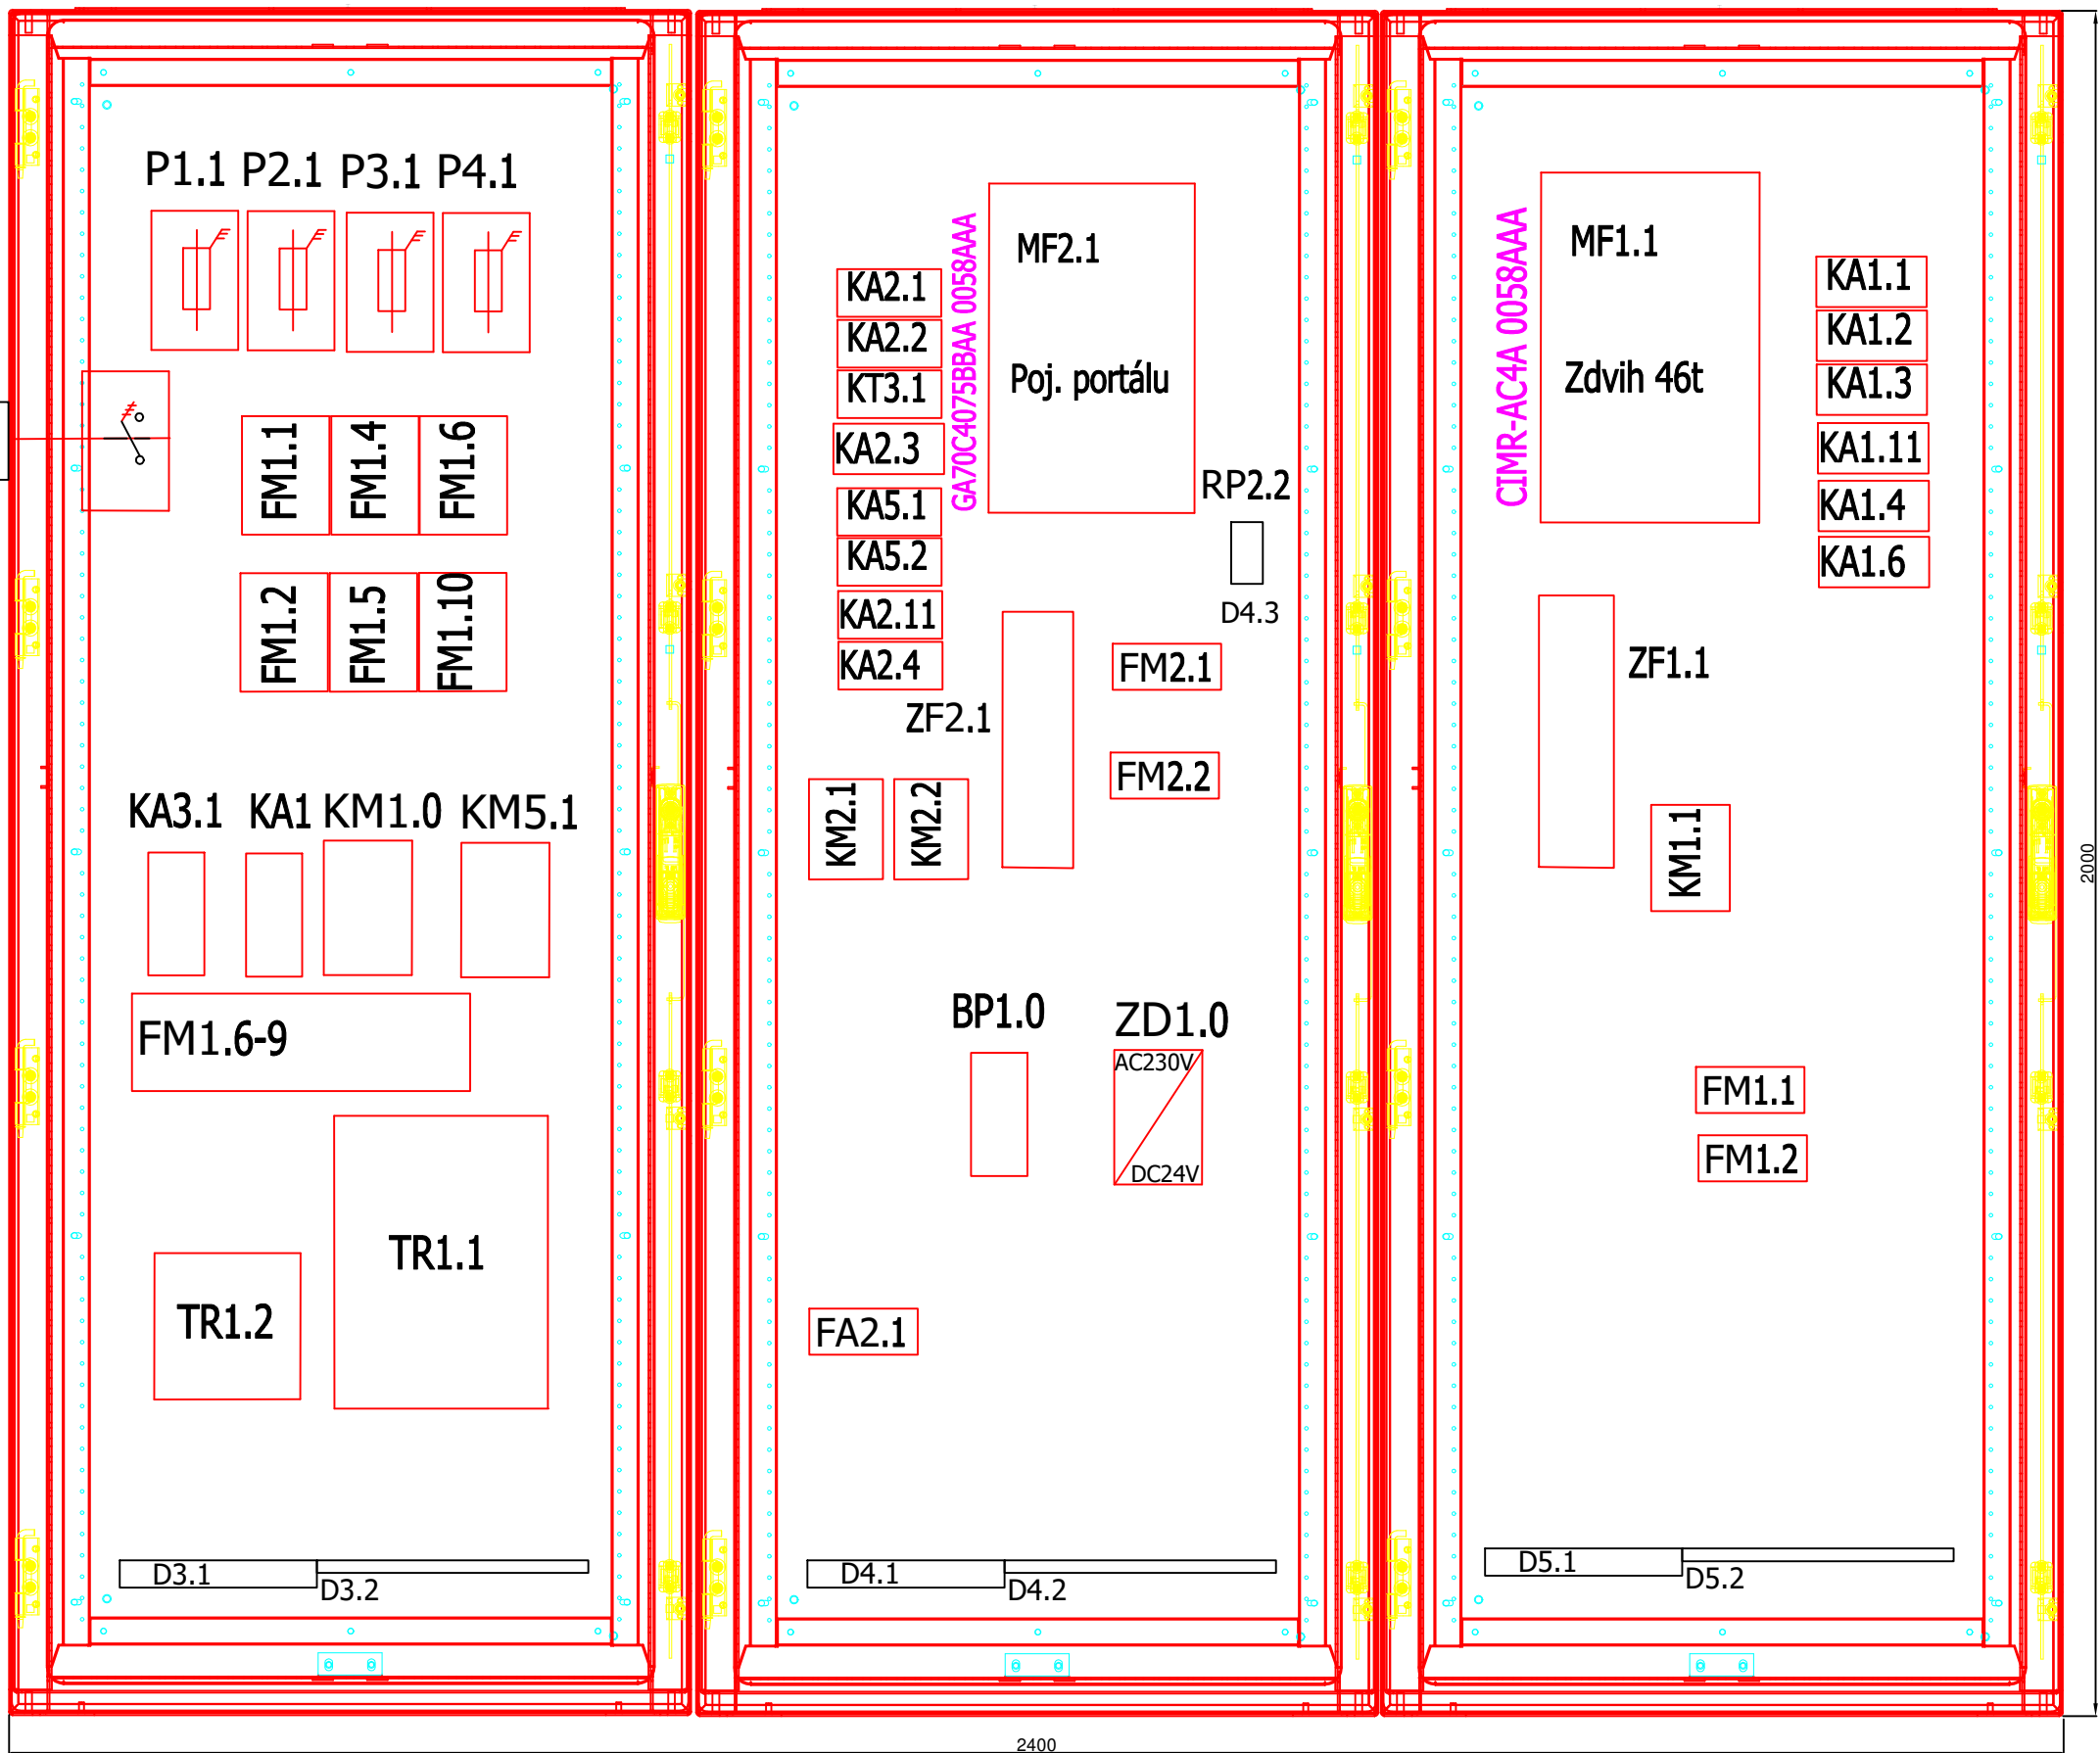 P1.1 P2.1 P3.1 P4.1
FM1.1
FM1.4
FM1.6
FM1.2
FM1.5
FM1.10
KA3.1 KA1 KM1.0 KM5.1
FM1.6-9
TR1.1
TR1.2
D3.1
D3.2
KA2.1
KA2.2
KT3.1
KA2.3
KA5.1
KA5.2
KA2.11
KA2.4
GA70C4075BBAA 0058AAA
MF2.1
Poj. portálu
RP2.2
D4.3
ZF2.1
FM2.1
FM2.2
KM2.1
KM2.2
BP1.0
ZD1.0
AC230V
DC24V
FA2.1
D4.1
D4.2
CIMR-AC4A 0058AAA
MF1.1
Zdvih 46t
KA1.1
KA1.2
KA1.3
KA1.11
KA1.4
KA1.6
ZF1.1
KM1.1
FM1.1
FM1.2
D5.1
D5.2
2000
2400